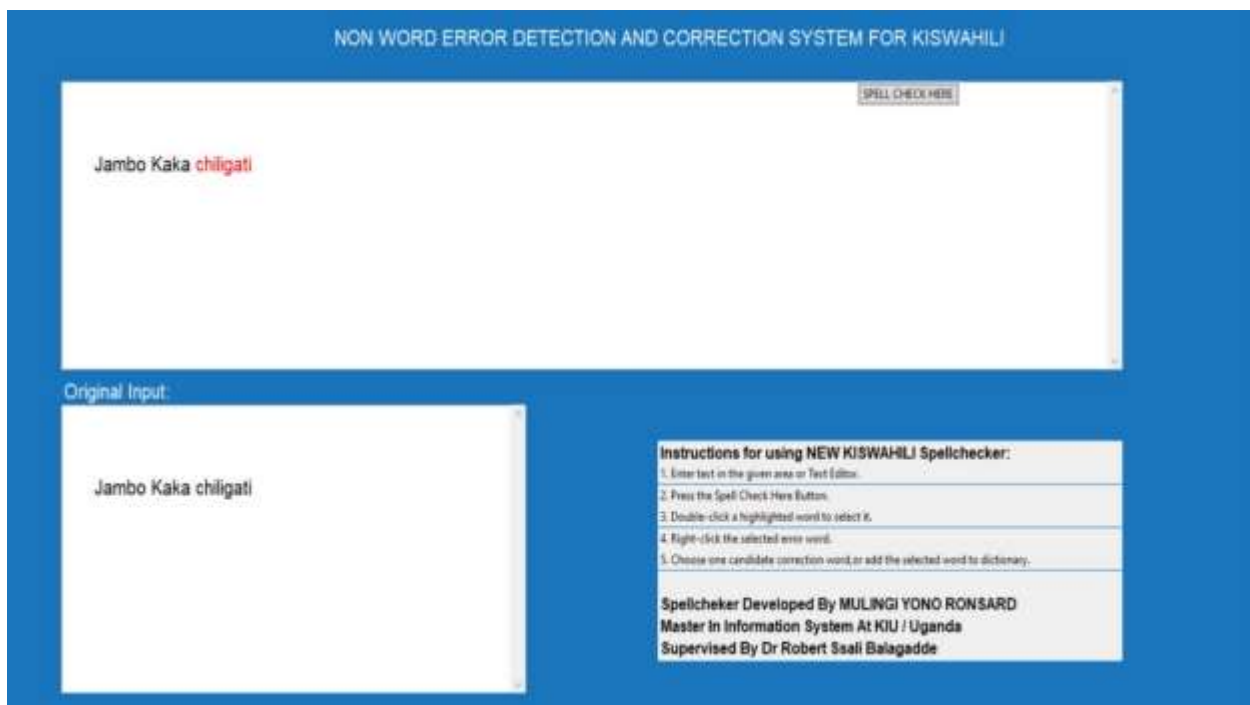 NON WORD ERROR DETECTION AND CORRECTION SYSTEM FOR KISWAHILI
SPELL CHECK HERE
Jambo Kaka chiligati
Original Input:
Jambo Kaka chiligati
Instructions for using NEW KISWAHILI Spellchecker:
1. Enter text in the given area or Text Editor.
2. Press the Spell Check Here Button.
3. Double-click a highlighted word to select it.
4. Right-click the selected error word.
5. Choose one candidate correction word,or add the selected word to dictionary.
Spellcheker Developed By MULINGI YONO RONSARD
Master In Information System At KIU / Uganda
Supervised By Dr Robert Ssali Balagadde